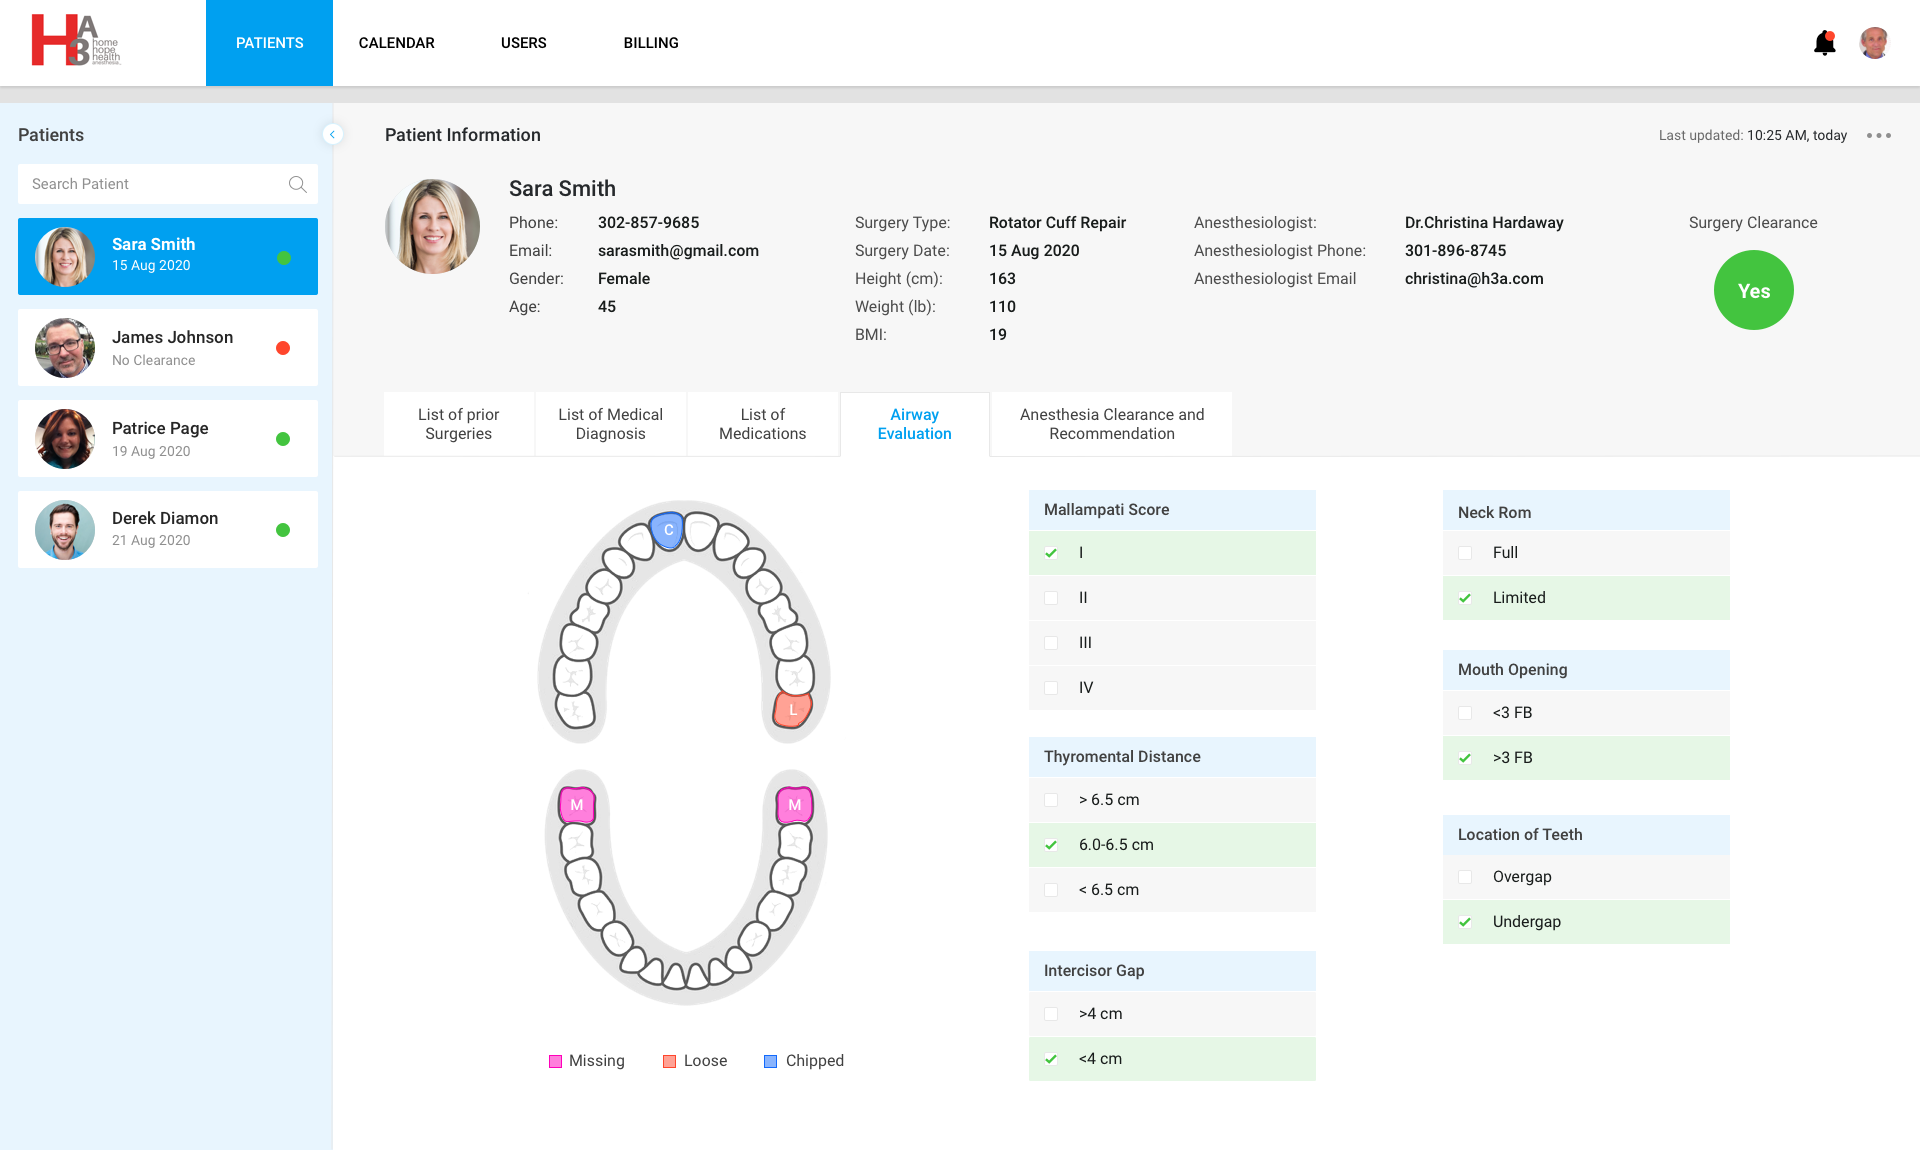 HA3 home
hope
health
anesthesia
PATIENTS
CALENDAR
USERS
BILLING
Patients
Search Patient
Sara Smith
15 Aug 2020
James Johnson
No Clearance
Patrice Page
19 Aug 2020
Derek Diamon
21 Aug 2020
Patient Information
Last updated: 10:25 AM, today
Sara Smith
Phone: 302-857-9685
Email: sarasmith@gmail.com
Gender: Female
Age: 45
Surgery Type: Rotator Cuff Repair
Surgery Date: 15 Aug 2020
Height (cm): 163
Weight (lb): 110
BMI: 19
Anesthesiologist: Dr.Christina Hardaway
Anesthesiologist Phone: 301-896-8745
Anesthesiologist Email christina@h3a.com
Surgery Clearance
Yes
List of prior
Surgeries
List of Medical
Diagnosis
List of
Medications
Airway
Evaluation
Anesthesia Clearance and
Recommendation
C
L
M
M
Missing
Loose
Chipped
Mallampati Score
I
II
III
IV
Thyromental Distance
> 6.5 cm
6.0-6.5 cm
< 6.5 cm
Intercisor Gap
>4 cm
<4 cm
Neck Rom
Full
Limited
Mouth Opening
<3 FB
>3 FB
Location of Teeth
Overgap
Undergap